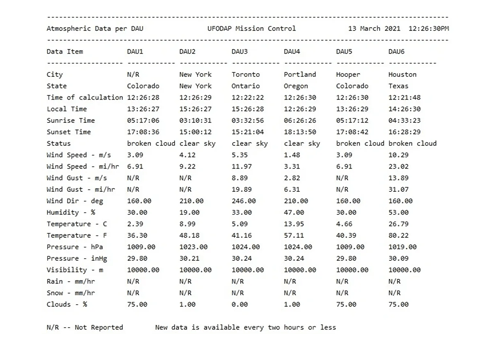 Atmospheric Data per DAU UFODAP Mission Control 13 March 2021 12:26:30PM
Data Item DAU1 DAU2 DAU3 DAU4 DAU5 DAU6
City N/R New York Toronto Portland Hooper Houston
State Colorado New York Ontario Oregon Colorado Texas
Time of calculation 12:26:28 12:26:29 12:22:22 12:26:30 12:26:30 12:21:48
Local Time 13:26:27 15:26:27 15:26:28 12:26:29 13:26:29 14:26:30
Sunrise Time 05:17:06 03:10:31 03:32:56 06:26:26 05:17:12 04:33:23
Sunset Time 17:08:36 15:00:12 15:21:04 18:13:50 17:08:42 16:28:29
Status broken cloud clear sky clear sky clear sky broken cloud broken cloud
Wind Speed - m/s 3.09 4.12 5.35 1.48 3.09 10.29
Wind Speed - mi/hr 6.91 9.22 11.97 3.31 6.91 23.02
Wind Gust - m/s N/R N/R 8.89 2.82 N/R 13.89
Wind Gust - mi/hr N/R N/R 19.89 6.31 N/R 31.07
Wind Dir - deg 160.00 210.00 246.00 210.00 160.00 160.00
Humidity - % 30.00 19.00 33.00 47.00 30.00 53.00
Temperature - C 2.39 8.99 5.09 13.95 4.66 26.79
Temperature - F 36.30 48.18 41.16 57.11 40.39 80.22
Pressure - hPa 1009.00 1023.00 1024.00 1024.00 1009.00 1019.00
Pressure - inHg 29.80 30.21 30.24 30.24 29.80 30.09
Visibility - m 10000.00 10000.00 10000.00 10000.00 10000.00 10000.00
Rain - mm/hr N/R N/R N/R N/R N/R N/R
Snow - mm/hr N/R N/R N/R N/R N/R N/R
Clouds - % 75.00 1.00 0.00 1.00 75.00 75.00
N/R -- Not Reported New data is available every two hours or less